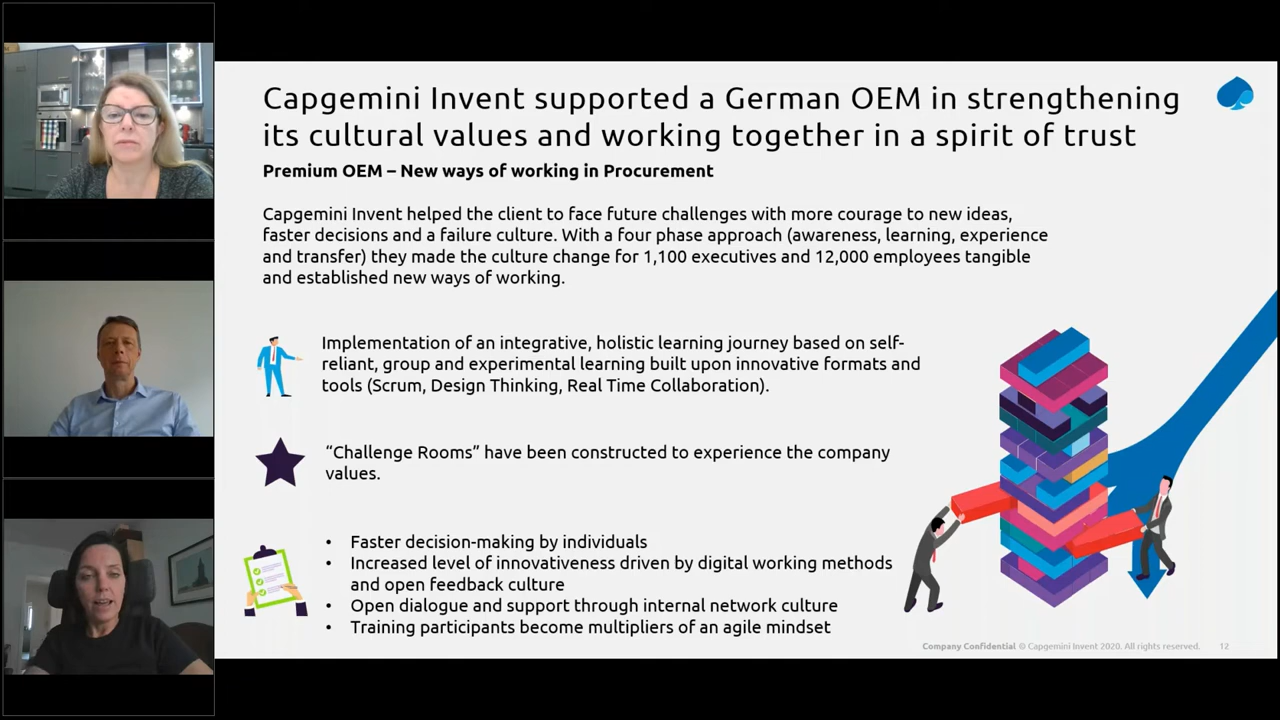 Capgemini Invent supported a German OEM in strengthening
its cultural values and working together in a spirit of trust
Premium OEM – New ways of working in Procurement
Capgemini Invent helped the client to face future challenges with more courage to new ideas,
faster decisions and a failure culture. With a four phase approach (awareness, learning, experience
and transfer) they made the culture change for 1,100 executives and 12,000 employees tangible
and established new ways of working.
Implementation of an integrative, holistic learning journey based on self-
reliant, group and experimental learning built upon innovative formats and
tools (Scrum, Design Thinking, Real Time Collaboration).
“Challenge Rooms” have been constructed to experience the company
values.
• Faster decision-making by individuals
• Increased level of innovativeness driven by digital working methods
and open feedback culture
• Open dialogue and support through internal network culture
• Training participants become multipliers of an agile mindset
Company Confidential © Capgemini Invent 2020. All rights reserved. 12